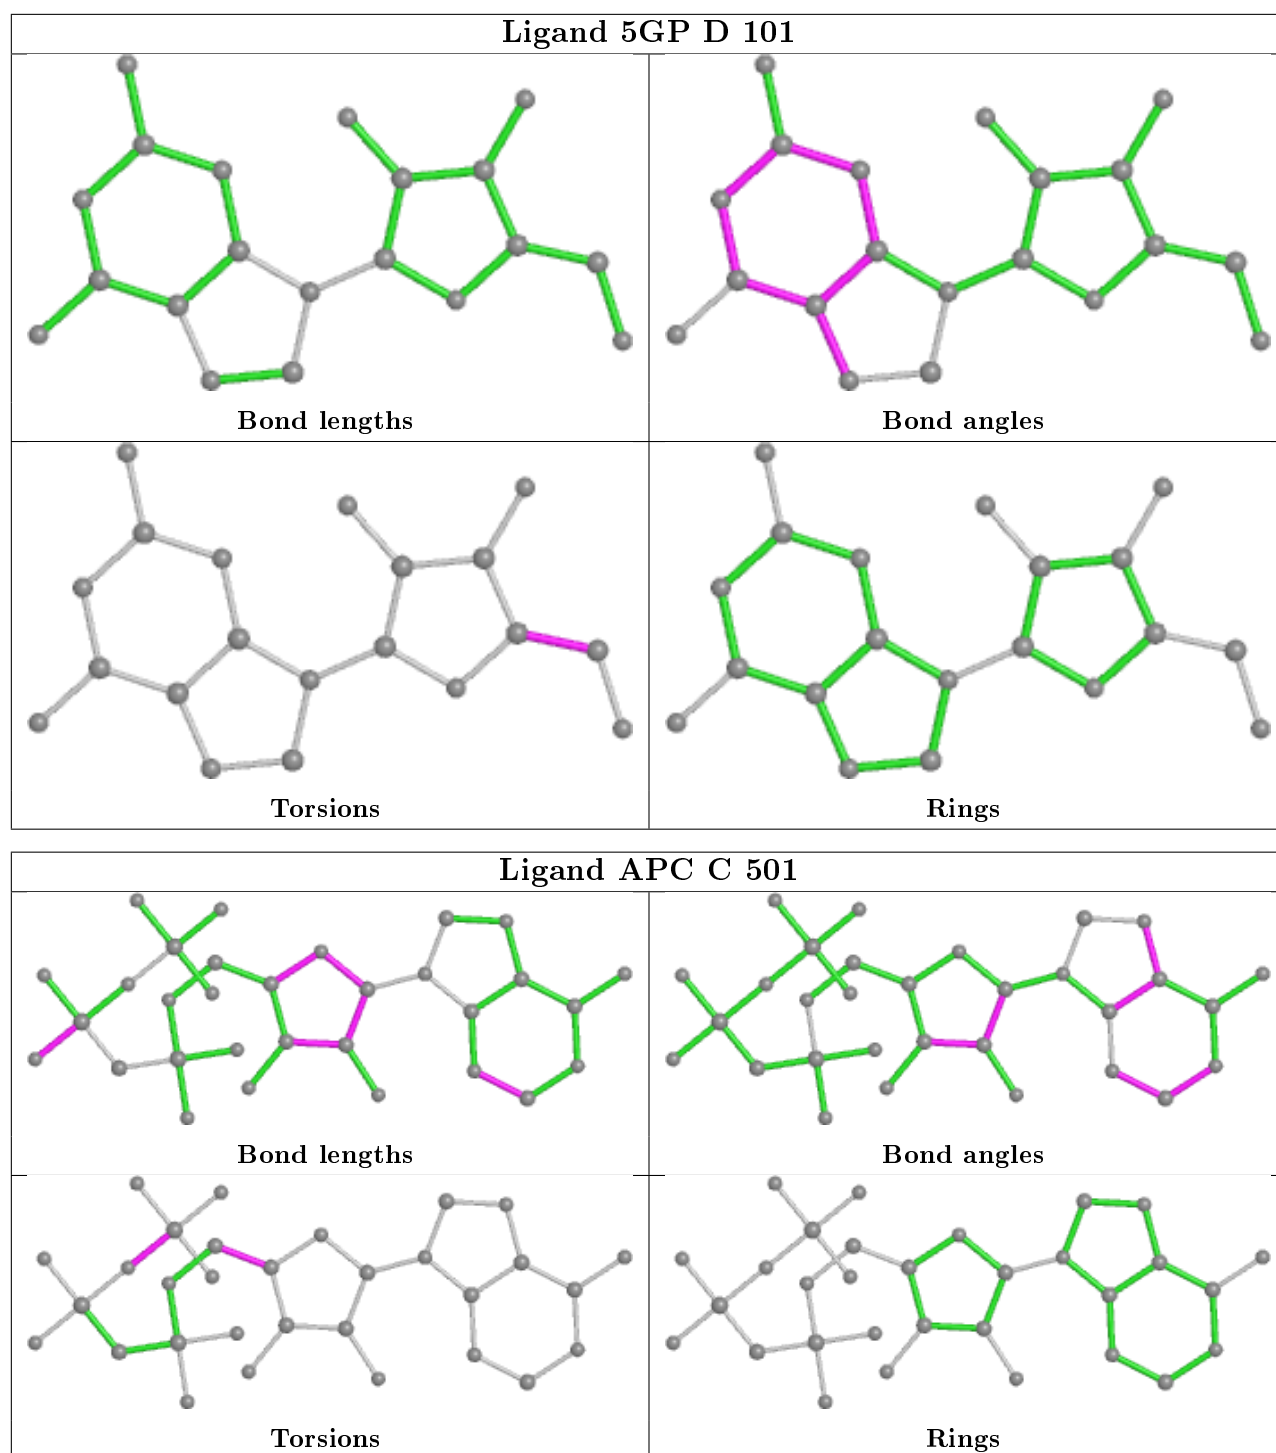 Ligand 5GP D 101
Bond lengths
Bond angles
Torsions
Rings
Ligand APC C 501
Bond lengths
Bond angles
Torsions
Rings